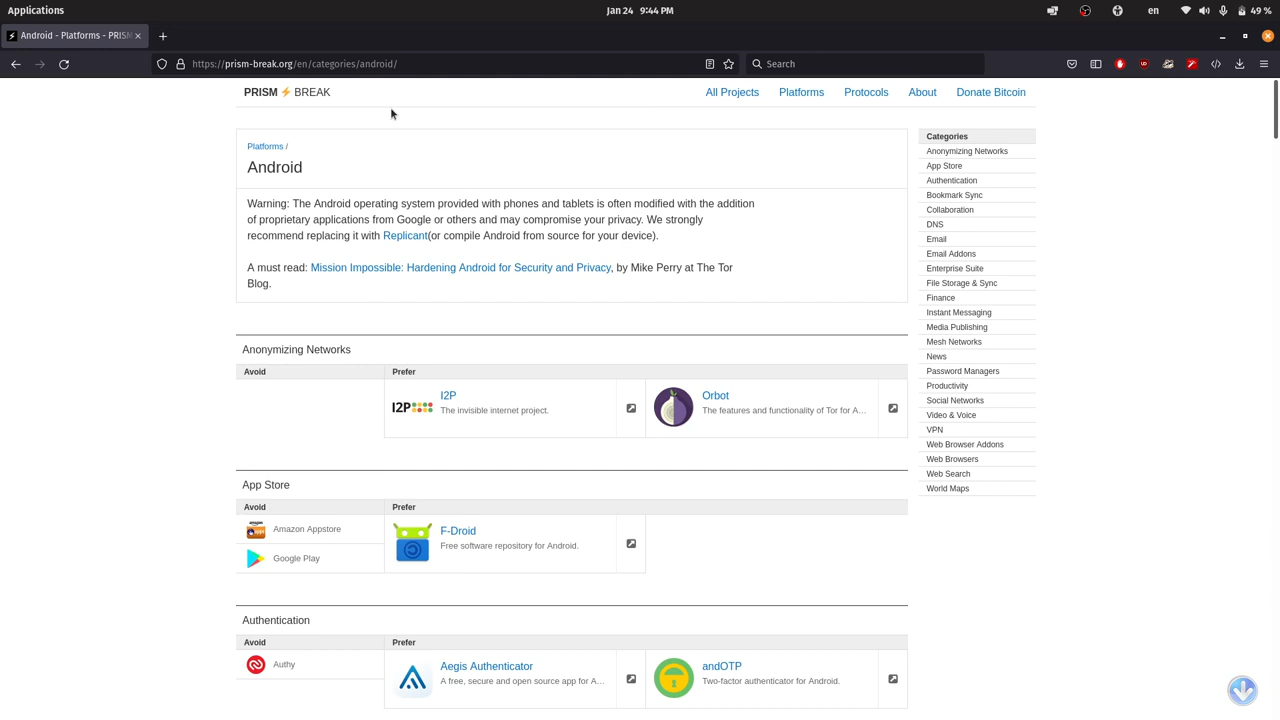 Applications
Jan 24 9:44 PM
en
49 %
Android - Platforms - PRISM
https://prism-break.org/en/categories/android/
Search
PRISM ⚡ BREAK
All Projects
Platforms
Protocols
About
Donate Bitcoin
Platforms /
Android
Warning: The Android operating system provided with phones and tablets is often modified with the addition
of proprietary applications from Google or others and may compromise your privacy. We strongly
recommend replacing it with Replicant(or compile Android from source for your device).
A must read: Mission Impossible: Hardening Android for Security and Privacy, by Mike Perry at The Tor
Blog.
Anonymizing Networks
Avoid
Prefer
I2P
I2P
The invisible internet project.
Orbot
The features and functionality of Tor for A…
App Store
Avoid
Prefer
Amazon Appstore
Google Play
F-Droid
Free software repository for Android.
Authentication
Avoid
Prefer
Authy
Aegis Authenticator
A free, secure and open source app for A…
andOTP
Two-factor authenticator for Android.
Categories
Anonymizing Networks
App Store
Authentication
Bookmark Sync
Collaboration
DNS
Email
Email Addons
Enterprise Suite
File Storage & Sync
Finance
Instant Messaging
Media Publishing
Mesh Networks
News
Password Managers
Productivity
Social Networks
Video & Voice
VPN
Web Browser Addons
Web Browsers
Web Search
World Maps